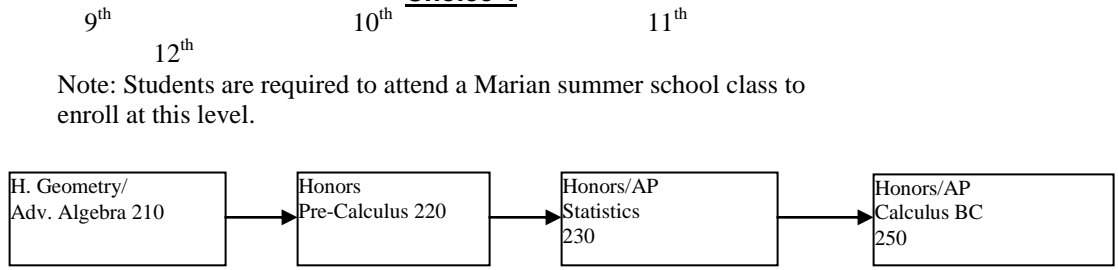 9th 10th 11th
12th
Note: Students are required to attend a Marian summer school class to
enroll at this level.
H. Geometry/
Adv. Algebra 210
Honors
Pre-Calculus 220
Honors/AP
Statistics
230
Honors/AP
Calculus BC
250